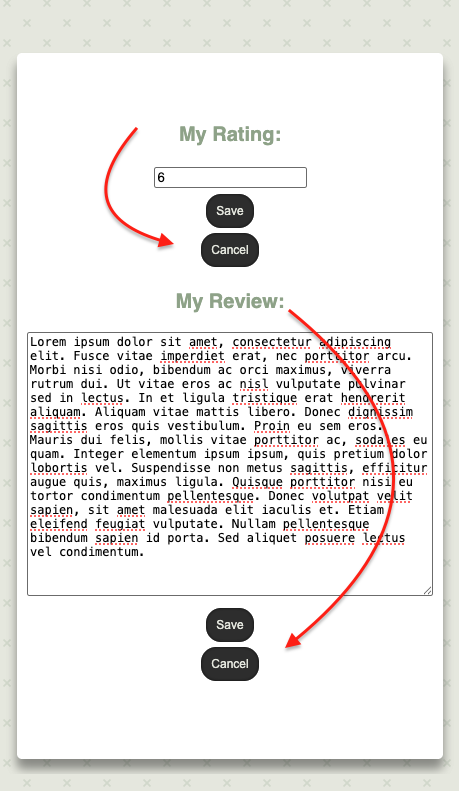 My Rating:
6
Save
Cancel
My Review:
Lorem ipsum dolor sit amet, consectetur adipiscing
elit. Fusce vitae imperdiet erat, nec porttitor arcu.
Morbi nisi odio, bibendum ac orci maximus, viverra
rutrum dui. Ut vitae eros ac nisl vulputate pulvinar
sed in lectus. In et ligula tristique erat hendrerit
aliquam. Aliquam vitae mattis libero. Donec dignissim
sagittis eros quis vestibulum. Proin eu sem eros.
Mauris dui felis, mollis vitae porttitor ac, sodales eu
quam. Integer elementum ipsum ipsum, quis pretium dolor
lobortis vel. Suspendisse non metus sagittis, efficitur
augue quis, maximus ligula. Quisque porttitor nisi eu
tortor condimentum pellentesque. Donec volutpat velit
sapien, sit amet malesuada elit iaculis et. Etiam
eleifend feugiat vulputate. Nullam pellentesque
bibendum sapien id porta. Sed aliquet posuere lectus
vel condimentum.
Save
Cancel